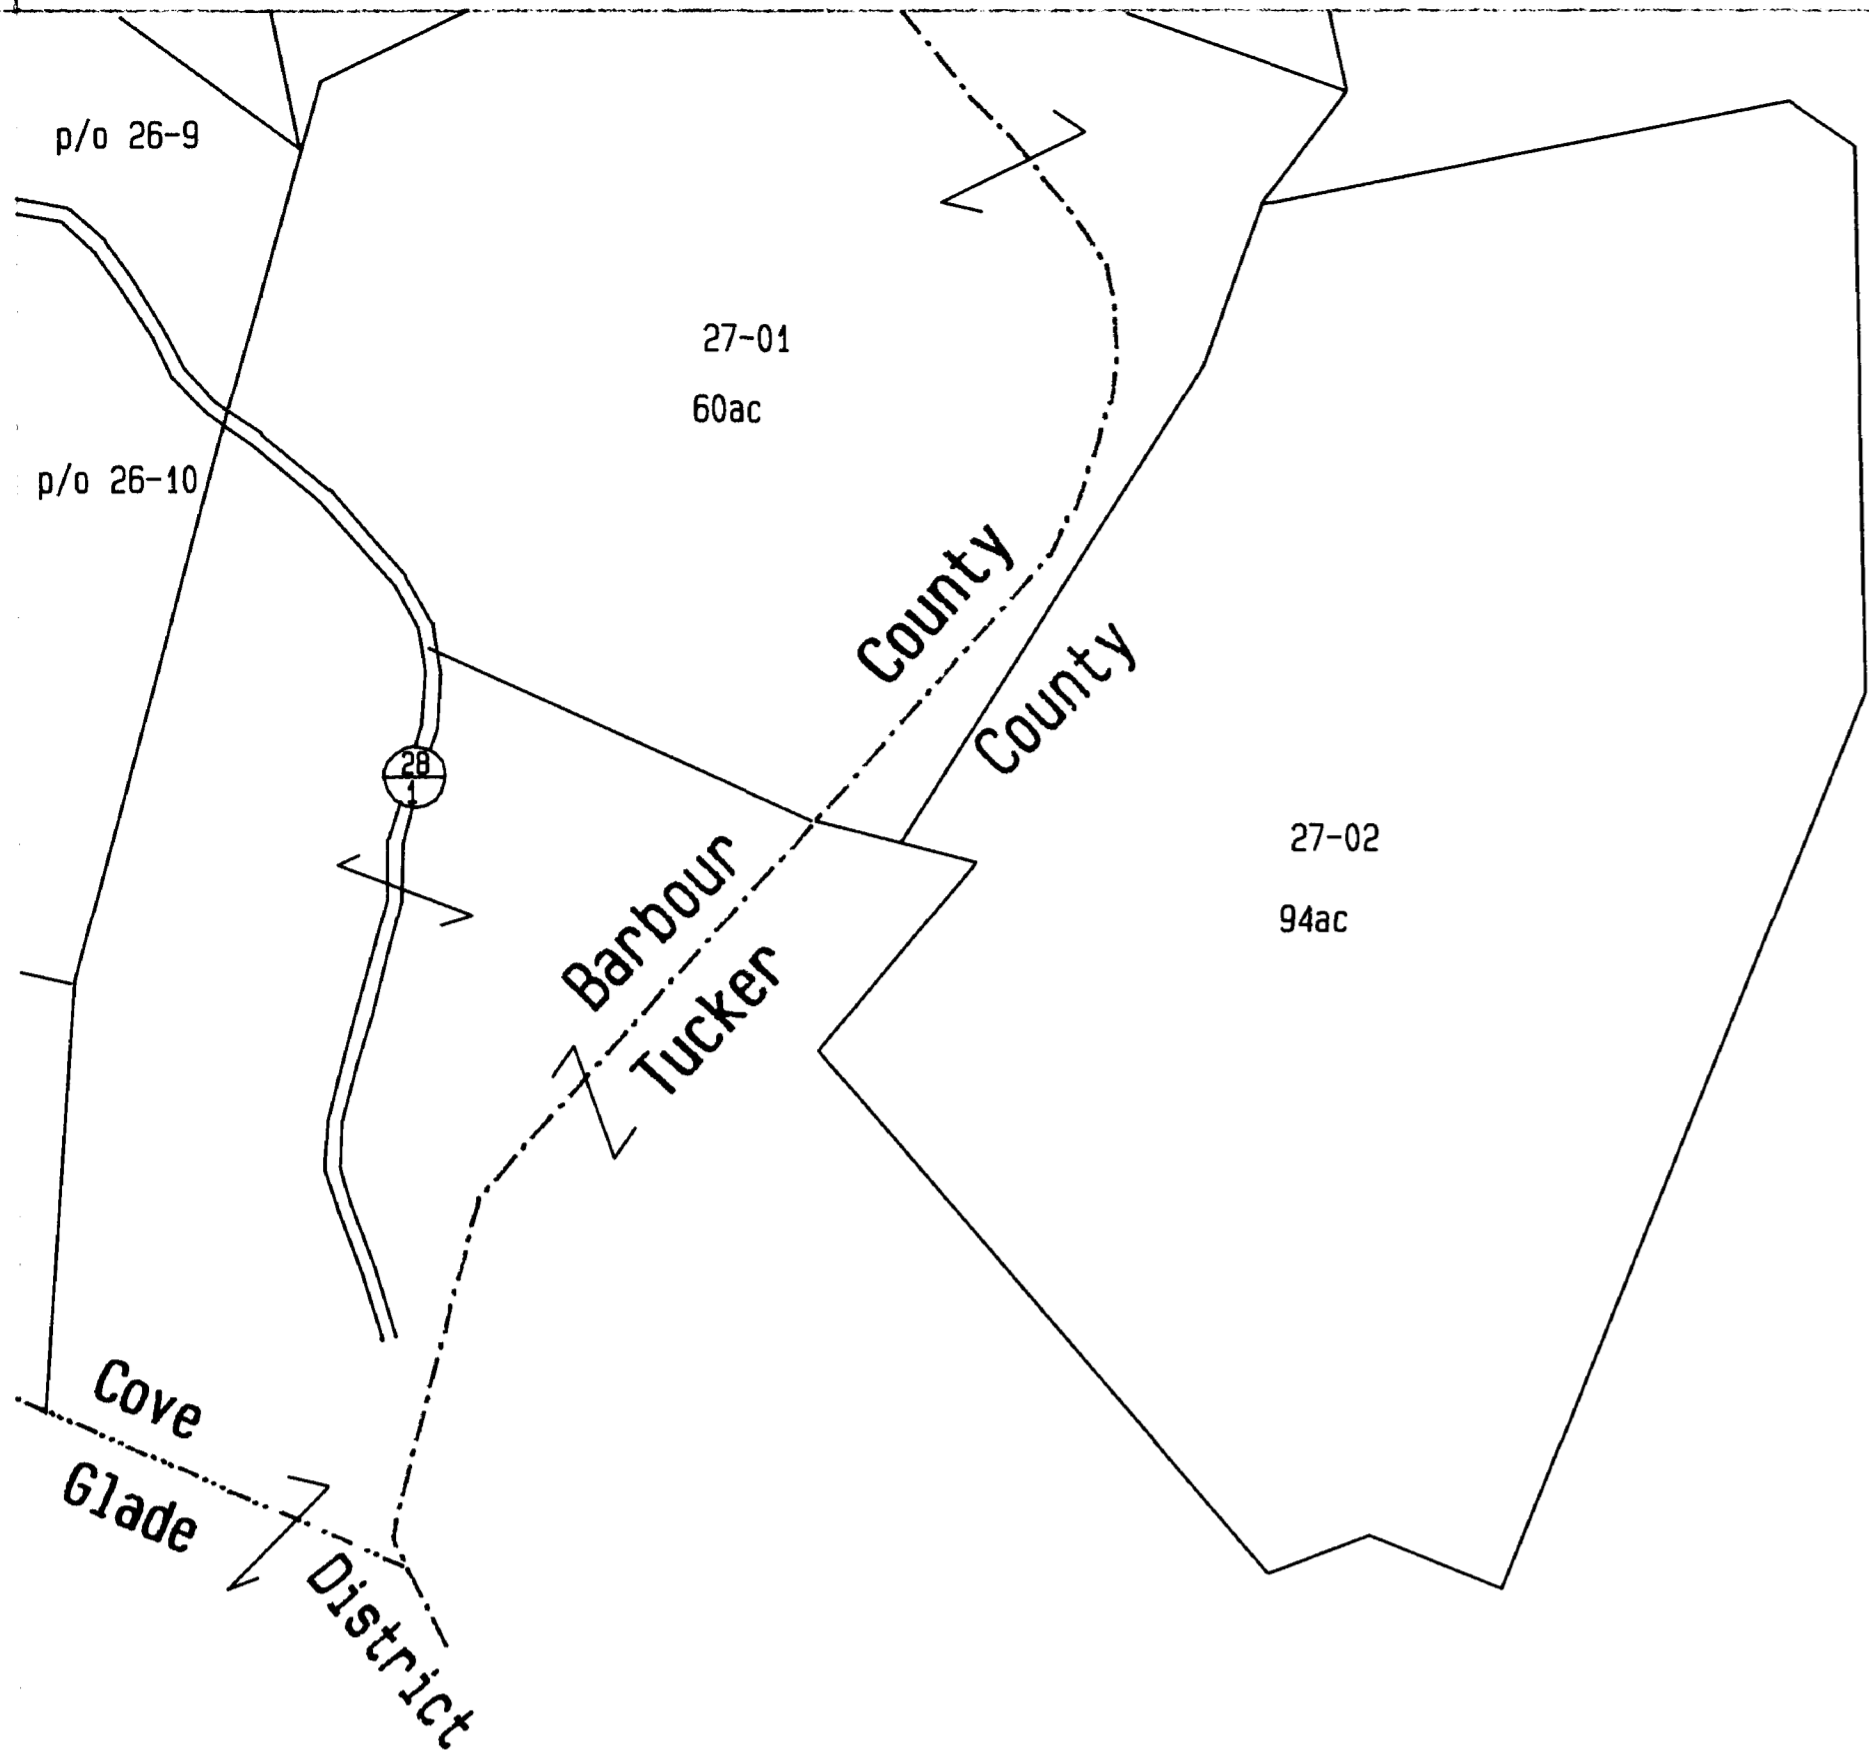 p/o 26-9
27-01
60ac
p/o 26-10
County
County
28
1
27-02
94ac
Barbour
Tucker
Cove
Glade
District